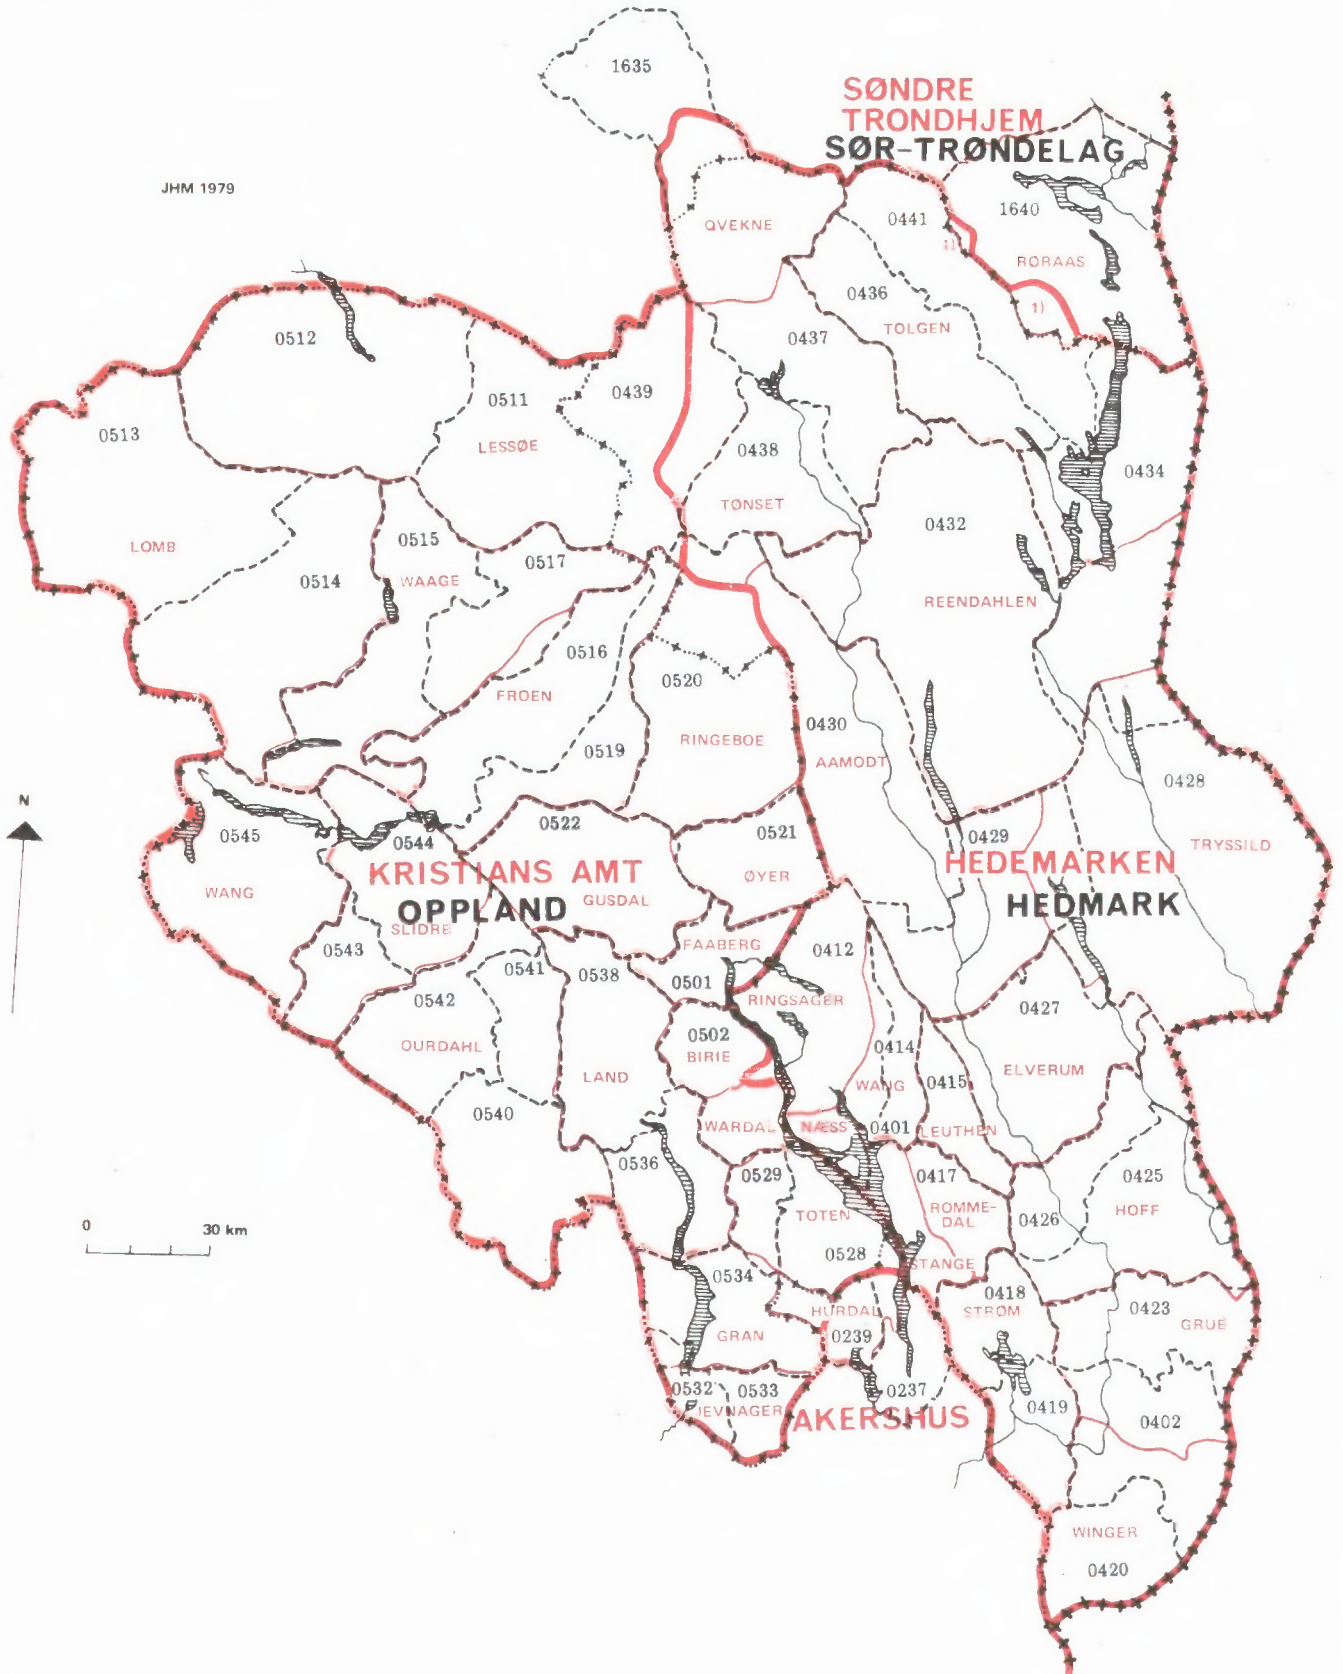 1635
SØNDRE
TRONDHJEM
SØR-TRØNDELAG
JHM 1979
QVEKNE
0441
1640
1)
RØRAAS
0436
1)
0512
0437
TOLGEN
0511
0439
0513
LESSØE
0438
0434
TØNSET
0432
LOMB
0515
0517
0514
WAAGE
REENDAHLEN
0516
0520
FROEN
0519
RINGEBOE
0430
AAMODT
0428
N
0545
0544
0522
0521
0429
TRYSSILD
KRISTIANS AMT
HEDEMARKEN
WANG
ØYER
OPPLAND
GUSDAL
HEDMARK
SLIDRE
0543
FAABERG
0412
0541
0538
0501
0542
RINGSAGER
0427
0502
OURDAHL
BIRIE
0414
LAND
WANG
0415
ELVERUM
0540
WARDAL
NÆSS
0401
LEUTHEN
0536
0529
0417
0425
ROMME-
DAL
TOTEN
0426
HOFF
0 30 km
0528
STANGE
0534
0418
HURDAL
STRØM
0423
GRAN
0239
GRUE
0532
0533
0237
JEVNAGER
AKERSHUS
0419
0402
WINGER
0420